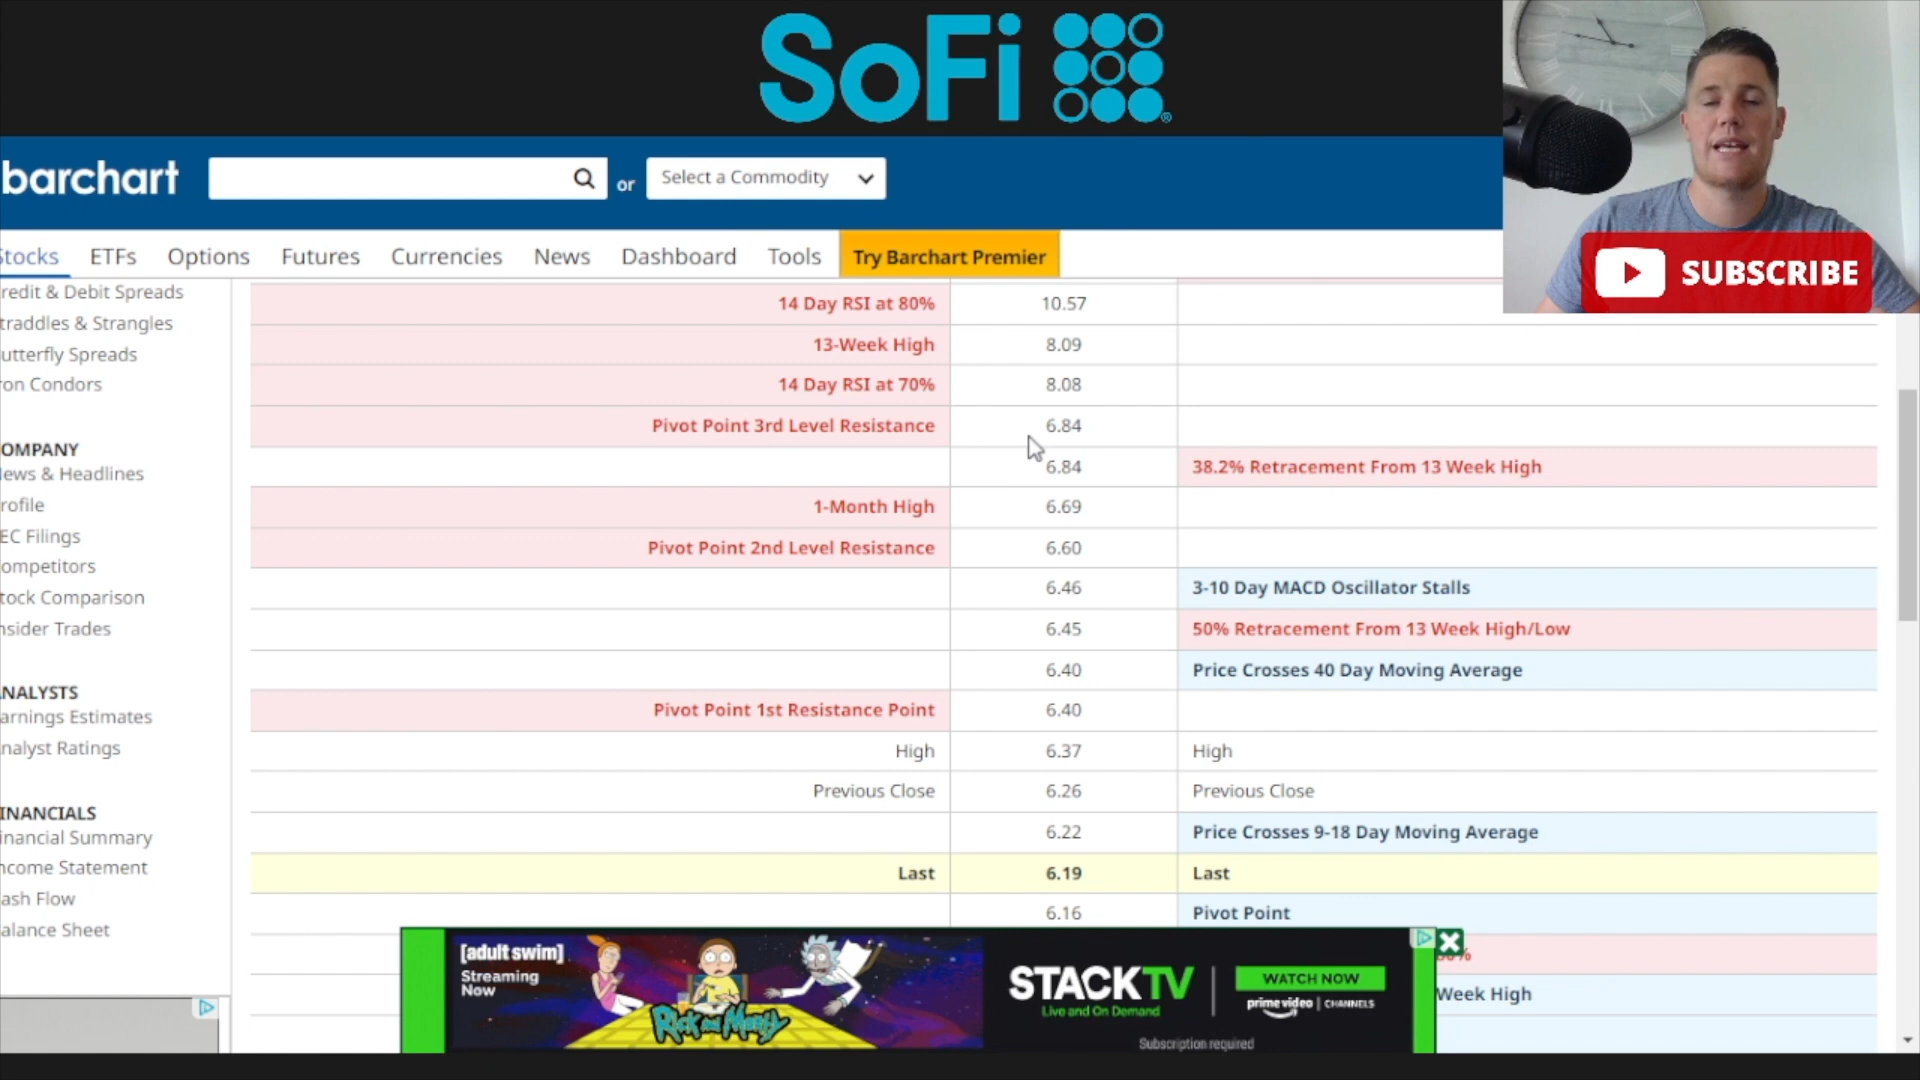 SoFi
barchart
or
Select a Commodity
SUBSCRIBE
Stocks ETFs Options Futures Currencies News Dashboard Tools Try Barchart Premier
redit & Debit Spreads
traddles & Strangles
utterfly Spreads
ron Condors
OMPANY
ews & Headlines
rofile
EC Filings
ompetitors
tock Comparison
nsider Trades
NALYSTS
arnings Estimates
nalyst Ratings
INANCIALS
inancial Summary
ncome Statement
ash Flow
alance Sheet
14 Day RSI at 80% 10.57
13-Week High 8.09
14 Day RSI at 70% 8.08
Pivot Point 3rd Level Resistance 6.84
6.84 38.2% Retracement From 13 Week High
1-Month High 6.69
Pivot Point 2nd Level Resistance 6.60
6.46 3-10 Day MACD Oscillator Stalls
6.45 50% Retracement From 13 Week High/Low
6.40 Price Crosses 40 Day Moving Average
Pivot Point 1st Resistance Point 6.40
High 6.37 High
Previous Close 6.26 Previous Close
6.22 Price Crosses 9-18 Day Moving Average
Last 6.19 Last
6.16 Pivot Point
Week High
[adult swim]
Streaming
Now
Rick and Morty
STACKTV
Live and On Demand
WATCH NOW
prime video | CHANNELS
Subscription required